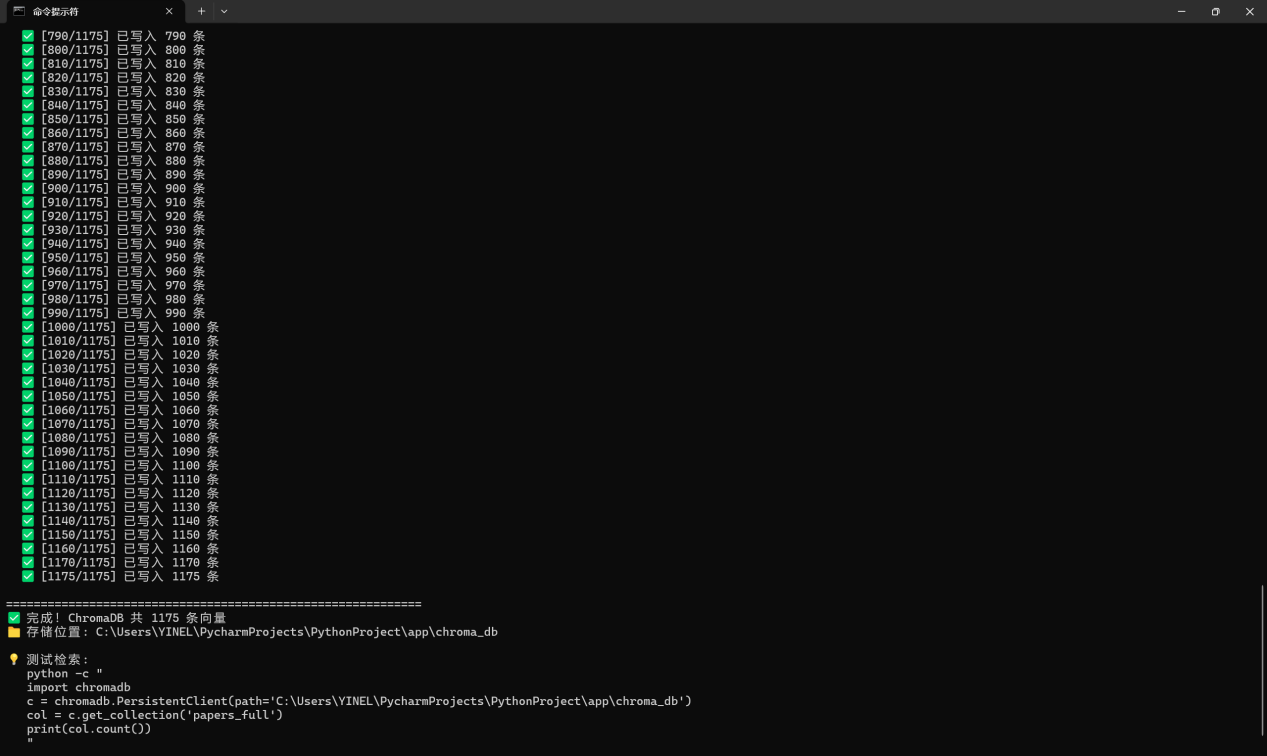 命令提示符
✅ [790/1175] 已写入 790 条
✅ [800/1175] 已写入 800 条
✅ [810/1175] 已写入 810 条
✅ [820/1175] 已写入 820 条
✅ [830/1175] 已写入 830 条
✅ [840/1175] 已写入 840 条
✅ [850/1175] 已写入 850 条
✅ [860/1175] 已写入 860 条
✅ [870/1175] 已写入 870 条
✅ [880/1175] 已写入 880 条
✅ [890/1175] 已写入 890 条
✅ [900/1175] 已写入 900 条
✅ [910/1175] 已写入 910 条
✅ [920/1175] 已写入 920 条
✅ [930/1175] 已写入 930 条
✅ [940/1175] 已写入 940 条
✅ [950/1175] 已写入 950 条
✅ [960/1175] 已写入 960 条
✅ [970/1175] 已写入 970 条
✅ [980/1175] 已写入 980 条
✅ [990/1175] 已写入 990 条
✅ [1000/1175] 已写入 1000 条
✅ [1010/1175] 已写入 1010 条
✅ [1020/1175] 已写入 1020 条
✅ [1030/1175] 已写入 1030 条
✅ [1040/1175] 已写入 1040 条
✅ [1050/1175] 已写入 1050 条
✅ [1060/1175] 已写入 1060 条
✅ [1070/1175] 已写入 1070 条
✅ [1080/1175] 已写入 1080 条
✅ [1090/1175] 已写入 1090 条
✅ [1100/1175] 已写入 1100 条
✅ [1110/1175] 已写入 1110 条
✅ [1120/1175] 已写入 1120 条
✅ [1130/1175] 已写入 1130 条
✅ [1140/1175] 已写入 1140 条
✅ [1150/1175] 已写入 1150 条
✅ [1160/1175] 已写入 1160 条
✅ [1170/1175] 已写入 1170 条
✅ [1175/1175] 已写入 1175 条
============================================================
✅ 完成! ChromaDB 共 1175 条向量
📁 存储位置: C:\Users\YINEL\PycharmProjects\PythonProject\app\chroma_db
💡 测试检索:
python -c "
import chromadb
c = chromadb.PersistentClient(path='C:\Users\YINEL\PycharmProjects\PythonProject\app\chroma_db')
col = c.get_collection('papers_full')
print(col.count())
"